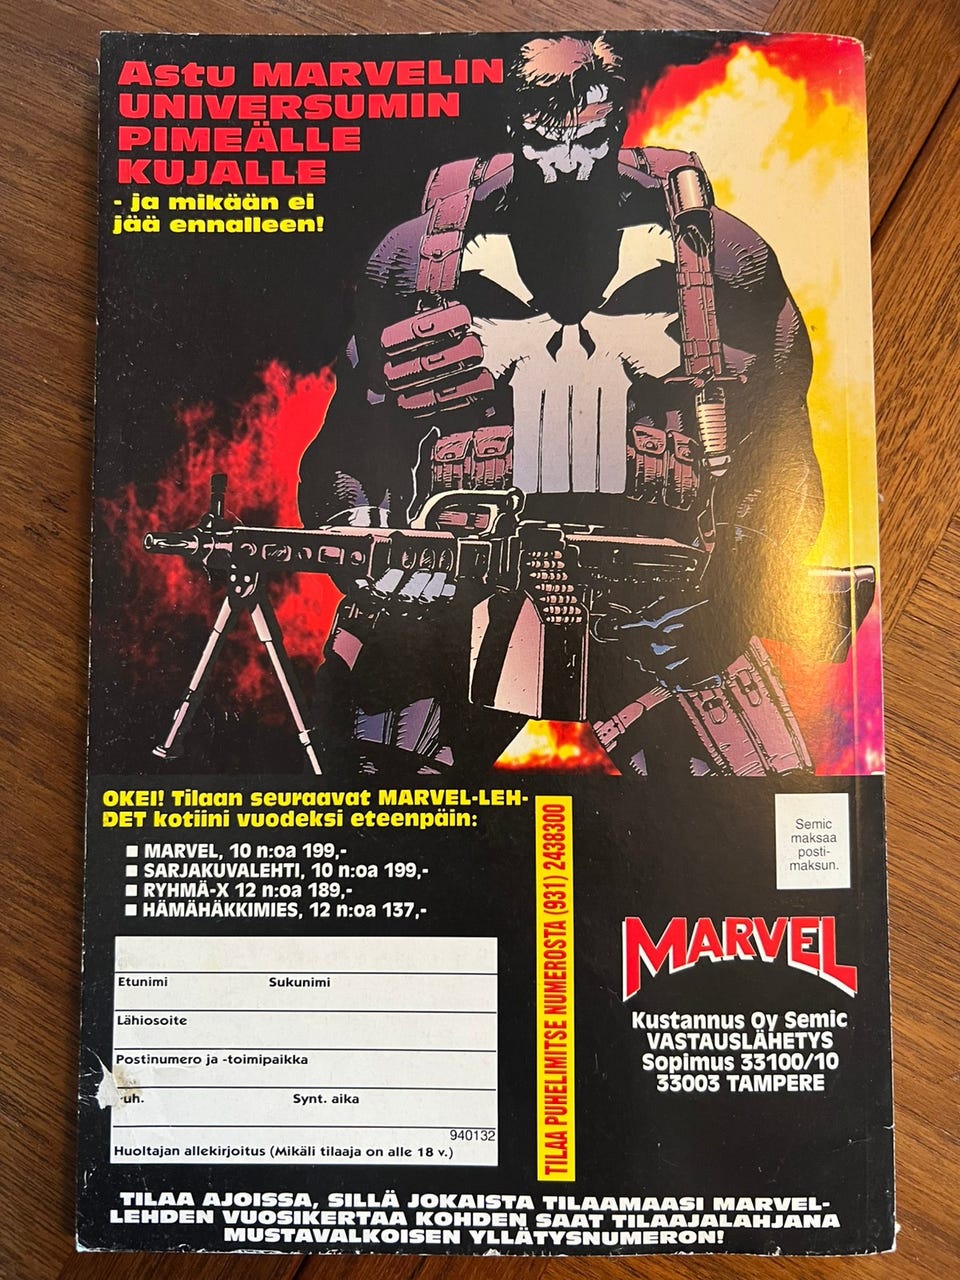 Astu MARVELIN
UNIVERSUMIN
PIMEÄLLE
KUJALLE
- ja mikään ei
jää ennalleen!
OKEI! Tilaan seuraavat MARVEL-LEH-
DET kotiini vuodeksi eteenpäin:
■ MARVEL, 10 n:oa 199,-
■ SARJAKUVALEHTI, 10 n:oa 199,-
■ RYHMÄ-X 12 n:oa 189,-
■ HÄMÄHÄKKIMIES, 12 n:oa 137,-
Etunimi Sukunimi
Lähiosoite
Postinumero ja -toimipaikka
uh. Synt. aika
940132
Huoltajan allekirjoitus (Mikäli tilaaja on alle 18 v.)
TILAA PUHELIMITSE NUMEROSTA (931) 2438300
Semic
maksaa
posti-
maksun.
MARVEL
Kustannus Oy Semic
VASTAUSLÄHETYS
Sopimus 33100/10
33003 TAMPERE
TILAA AJOISSA, SILLÄ JOKAISTA TILAAMAASI MARVEL-
LEHDEN VUOSIKERTAA KOHDEN SAAT TILAAJALAHJANA
MUSTAVALKOISEN YLLÄTYSNUMERON!